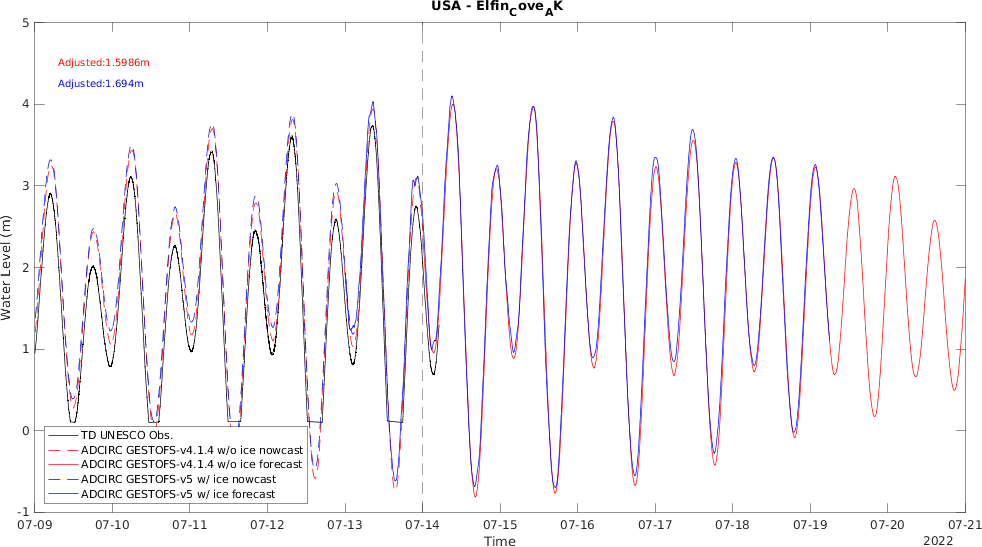 USA - ElfinCoveAK
5
Adjusted:1.5986m
Adjusted:1.694m
4
3
2
1
0
-1
Water Level (m)
TD UNESCO Obs.
ADCIRC GESTOFS-v4.1.4 w/o ice nowcast
ADCIRC GESTOFS-v4.1.4 w/o ice forecast
ADCIRC GESTOFS-v5 w/ ice nowcast
ADCIRC GESTOFS-v5 w/ ice forecast
07-09 07-10 07-11 07-12 07-13 07-14 07-15 07-16 07-17 07-18 07-19 07-20 07-21
Time
2022